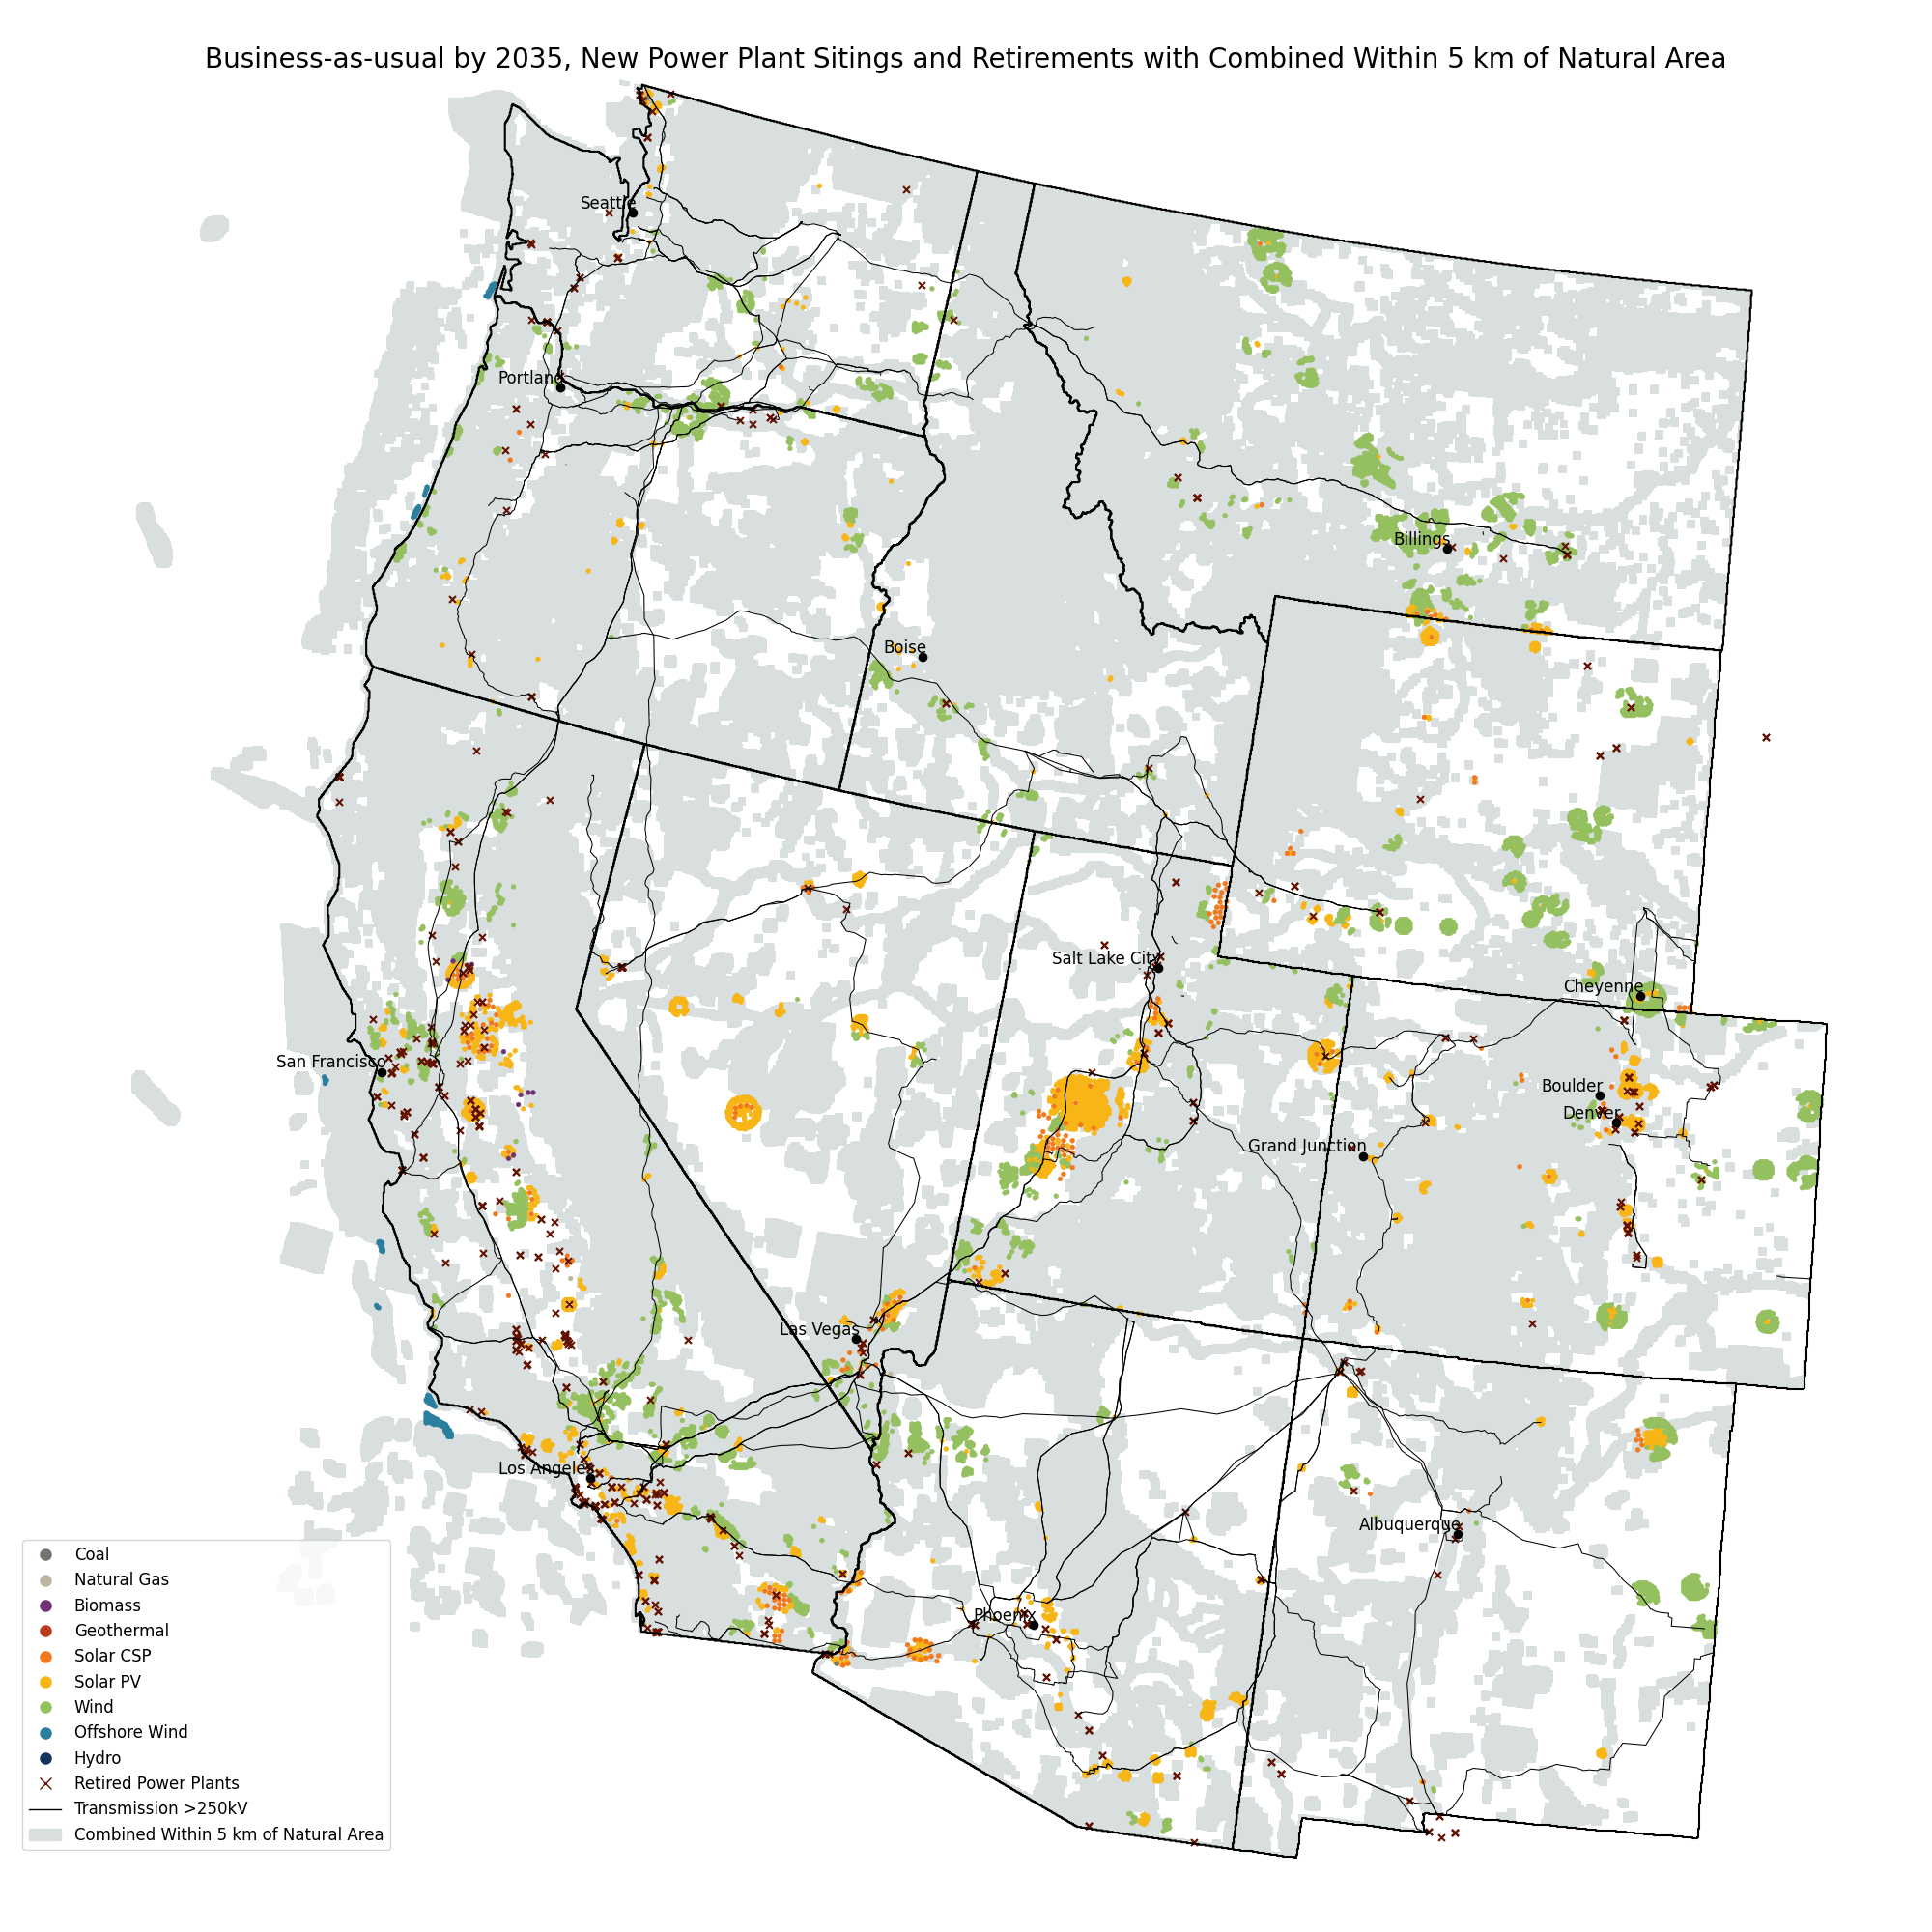 Business-as-usual by 2035, New Power Plant Sitings and Retirements with Combined Within 5 km of Natural Area
Seattle
Portland
Billings
Boise
Salt Lake City
Cheyenne
San Francisco
Boulder
Denver
Grand Junction
Las Vegas
Los Angeles
Albuquerque
Phoenix
Coal
Natural Gas
Biomass
Geothermal
Solar CSP
Solar PV
Wind
Offshore Wind
Hydro
Retired Power Plants
Transmission >250kV
Combined Within 5 km of Natural Area